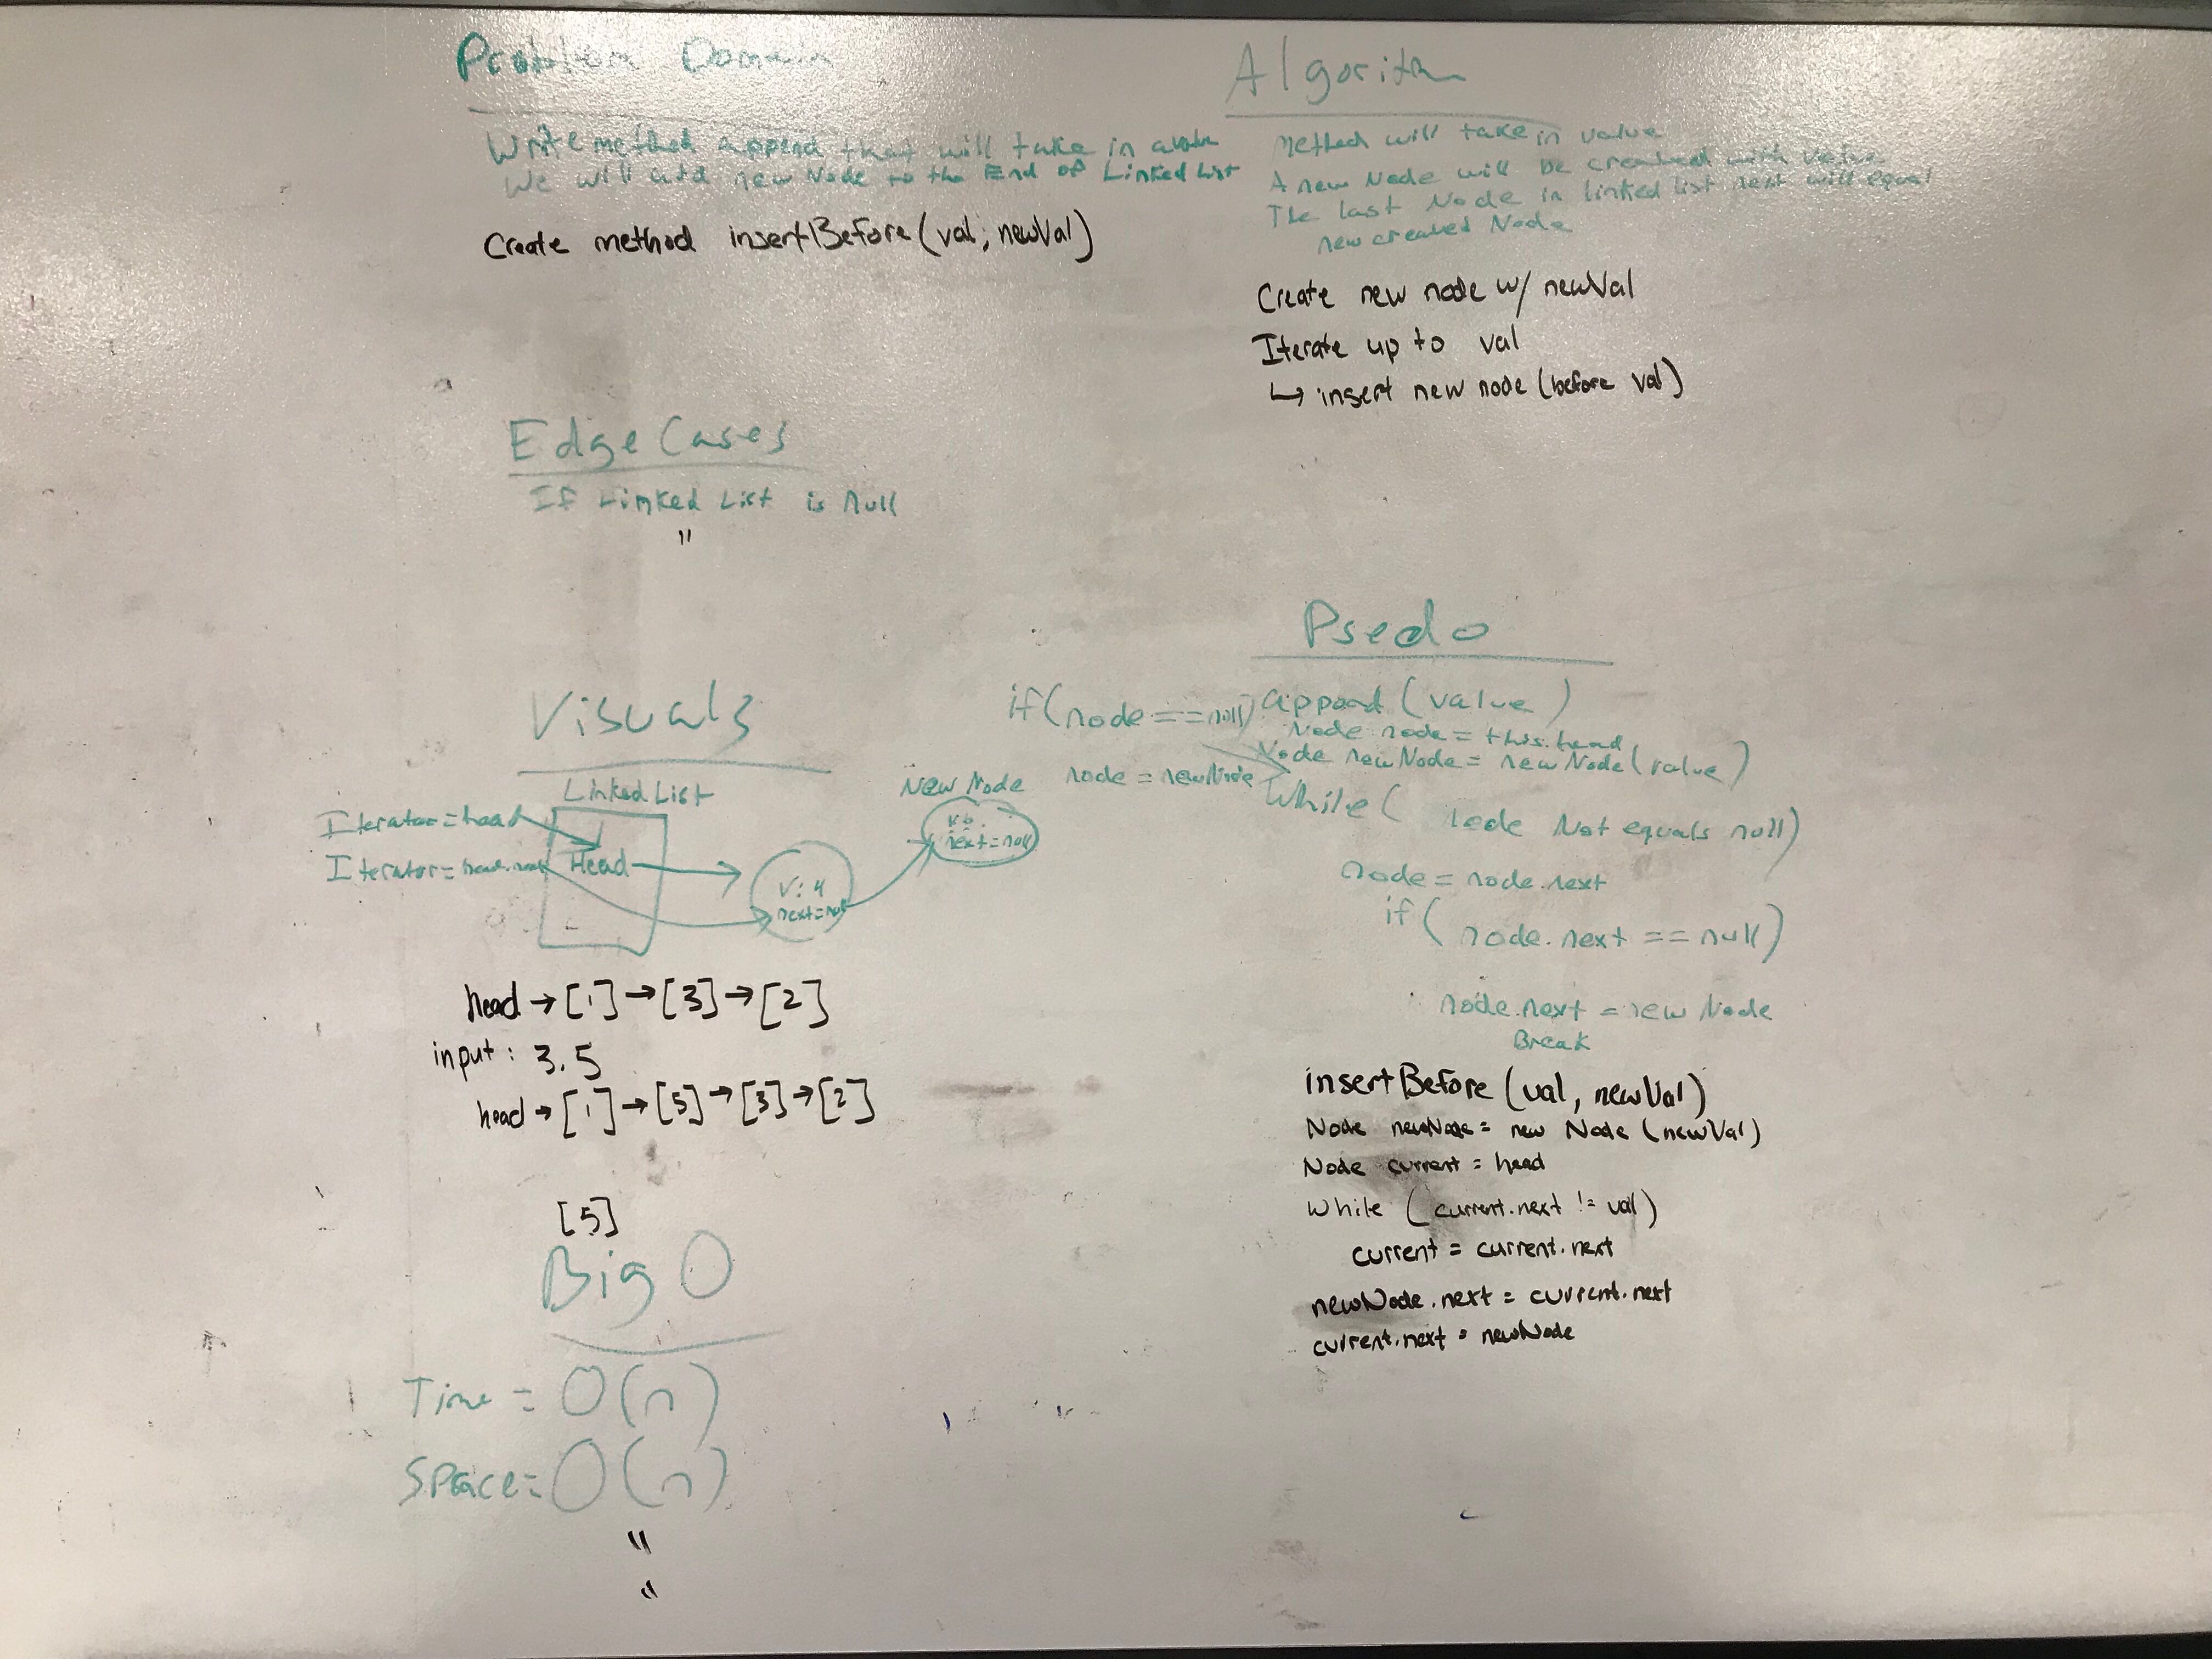 Problem Domain
Write method append that will take in a value
We will add new Node to the End of Linked List
Create method insertBefore(val, newVal)
Edge Cases
If Linked List is Null
"
Visuals
Linked List
Iterator=head
Iterator=head.next
Head
V:4
next=null
New Node
next=null
head→[1]→[3]→[2]
input: 3, 5
head→[1]→[5]→[3]→[2]
[5]
Big O
Time = O(n)
Space = O(n)
"
"
Algorithm
Method will take in value
A new Node will be created with value
The last Node in linked list next will equal
new created Node
Create new node w/ newVal
Iterate up to val
↳ insert new node (before val)
Psedo
if(node==null)
node = newNode
append (value)
Node node = this.head
Node newNode = new Node(value)
While(
Not equals null)
node = node.next
if( node.next == null)
node.next = new Node
Break
insertBefore (val, newVal)
Node newNode = new Node (newVal)
Node current = head
While (current.next != val)
current = current.next
newNode.next = current.next
current.next = newNode